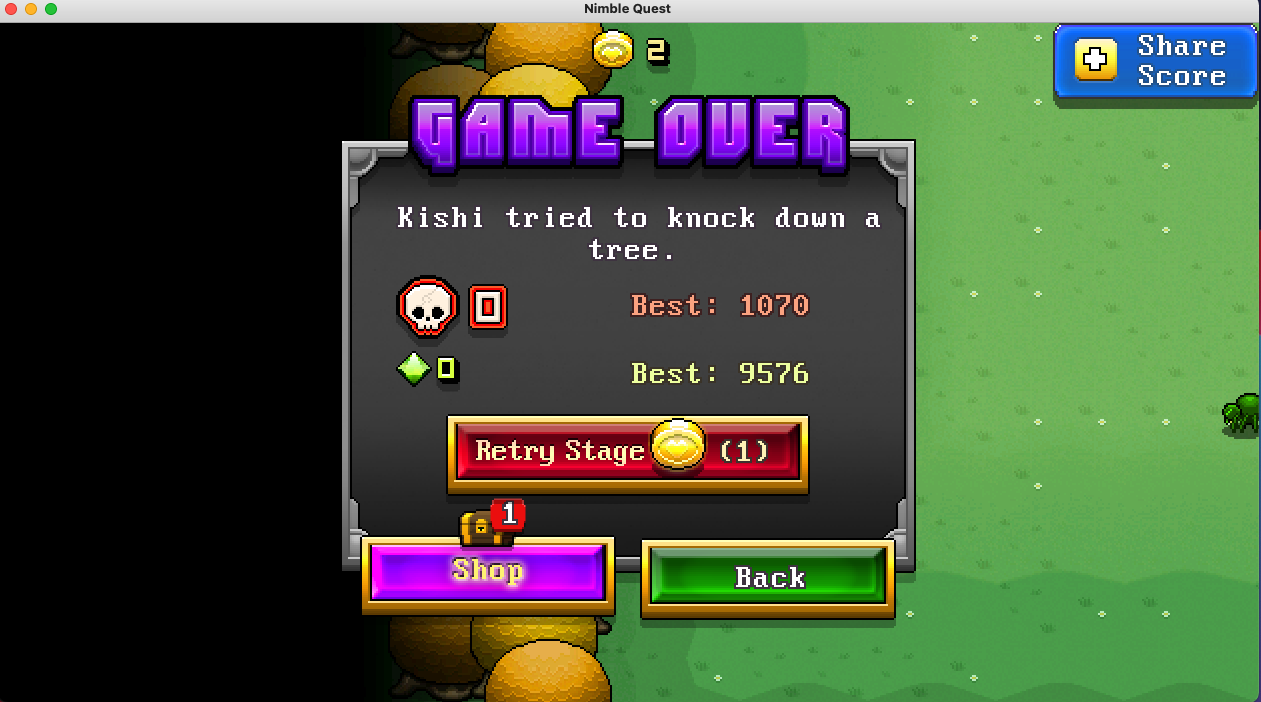 Nimble Quest
2
Share
Score
GAME OVER
Kishi tried to knock down a
tree.
0
Best: 1070
0
Best: 9576
Retry Stage (1)
1
Shop
Back